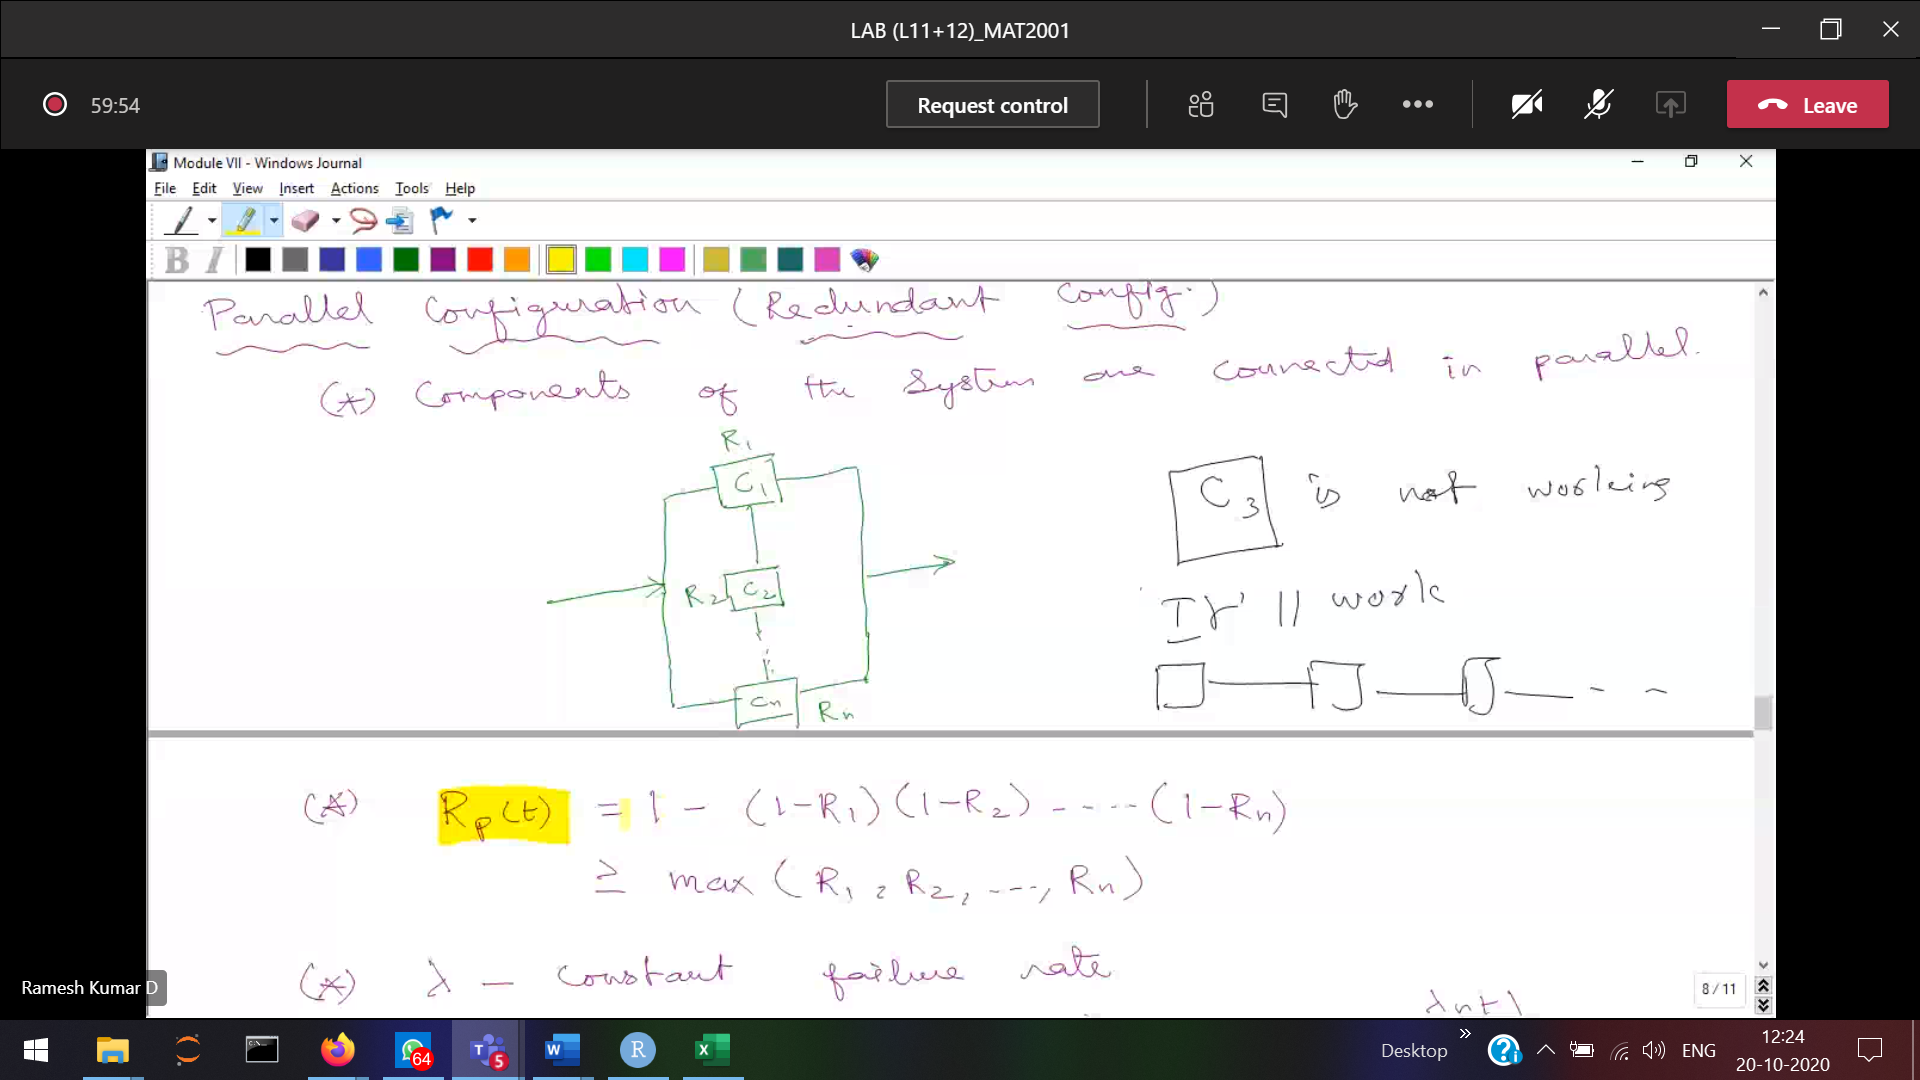 LAB (L11+12)_MAT2001
59:54
Request control
Leave
Module VII - Windows Journal
File Edit View Insert Actions Tools Help
B I
Parallel Configuration (Redundant Config.)
(*) Components of the System are connected in parallel.
R1
C1
R2 C2
Cn Rn
C3 is not working
It'll work
(*) Rp(t) = 1 - (1-R1)(1-R2) ----- (1-Rn)
≥ max (R1, R2, ---, Rn)
(*) λ - constant failure rate
Ramesh Kumar D
8 / 11
64
5
W
R
X
Desktop
ENG
12:24
20-10-2020